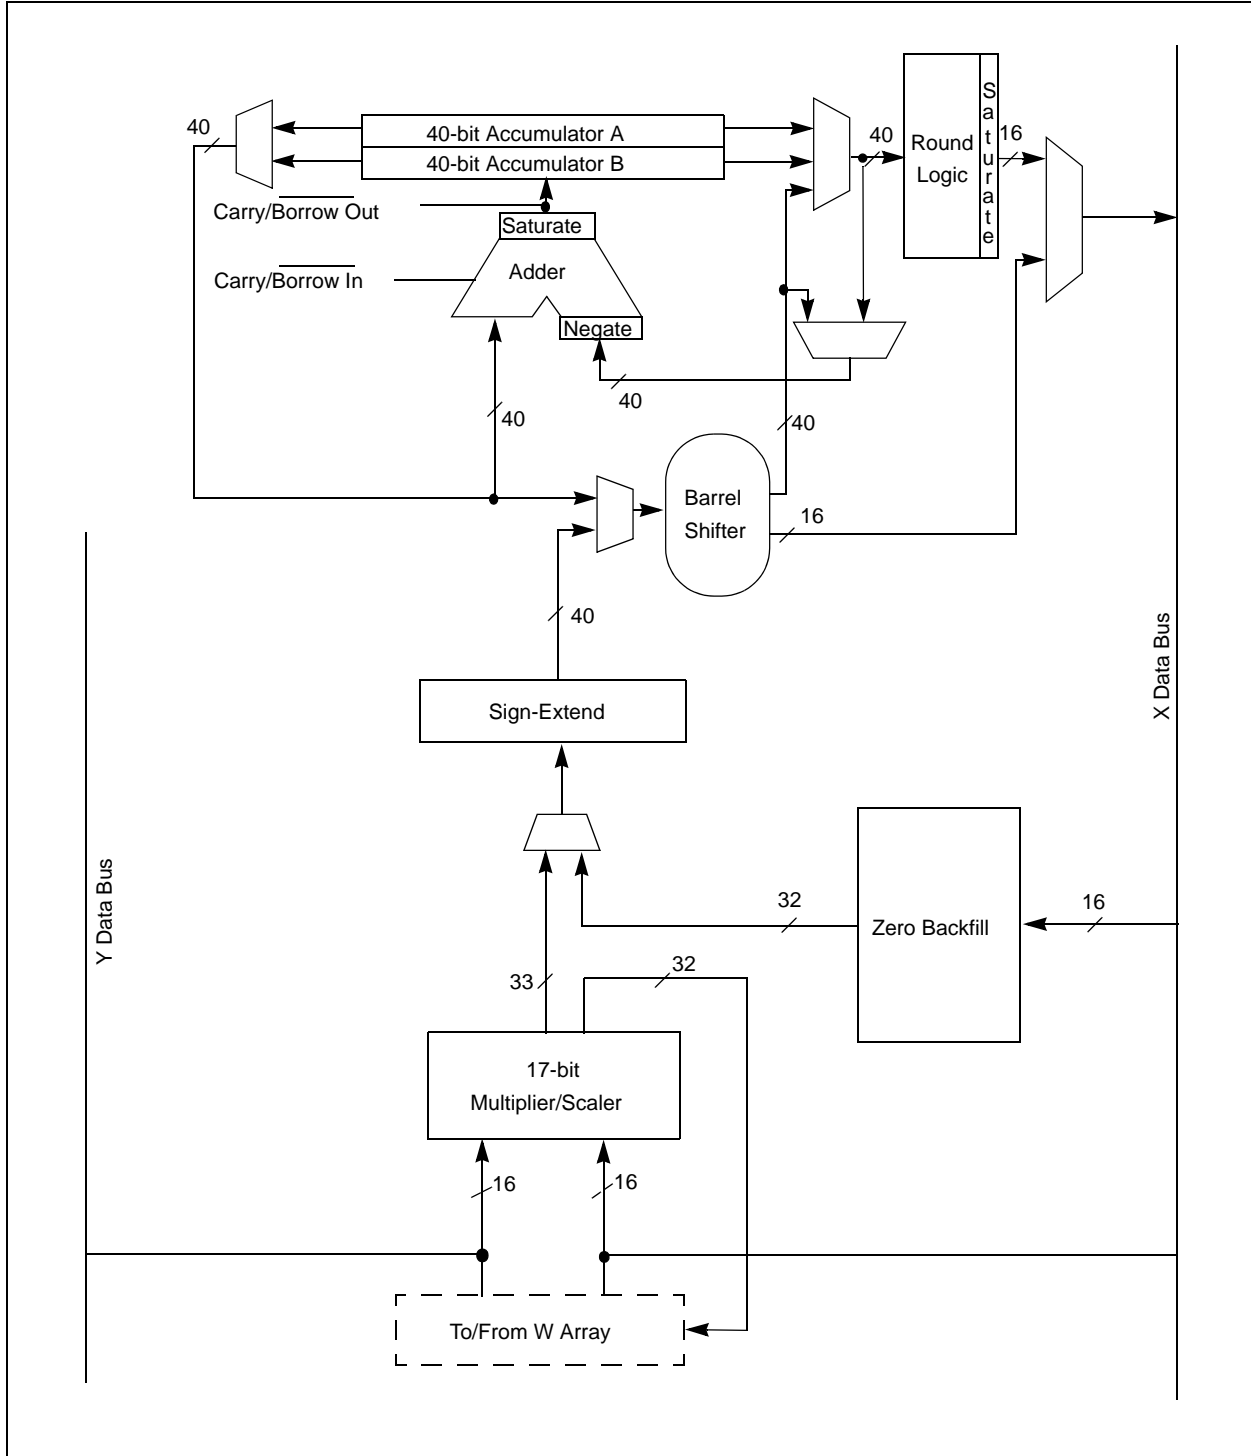 40
40-bit Accumulator A
40-bit Accumulator B
Carry/Borrow Out
Saturate
Carry/Borrow In
Adder
Negate
40
Round
Logic
Saturate
16
40
40
40
Barrel
Shifter
16
40
Sign-Extend
X Data Bus
Y Data Bus
32
Zero Backfill
16
33
32
17-bit
Multiplier/Scaler
16
16
To/From W Array